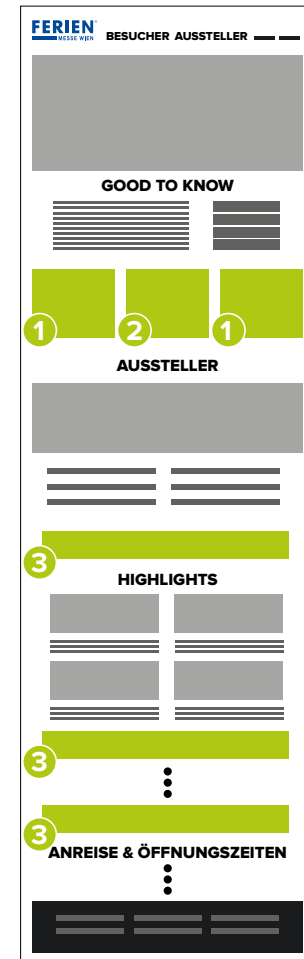 FERIEN
MESSE WIEN
BESUCHER AUSSTELLER
GOOD TO KNOW
1
2
1
AUSSTELLER
3
HIGHLIGHTS
3
3
ANREISE & ÖFFNUNGSZEITEN